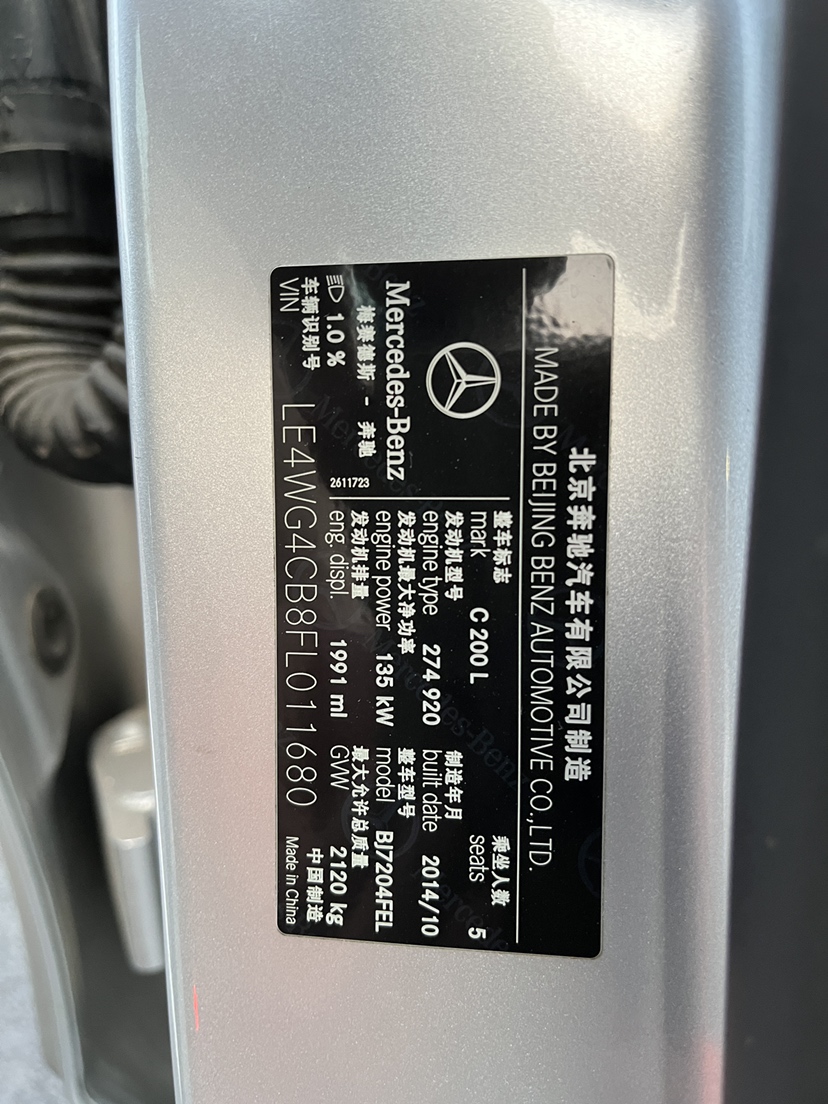 北京奔驰汽车有限公司制造
MADE BY BEIJING BENZ AUTOMOTIVE CO.,LTD.
整车标志 乘坐人数
mark C 200 L seats 5
发动机型号 制造年月
engine type 274 920 built date 2014/10
发动机最大净功率 整车型号
engine power 135 kW model BJ7204FEL
发动机排量 最大允许总质量
eng. displ. 1991 ml GVW 2120 kg
Mercedes-Benz
梅赛德斯 - 奔驰
1.0 % 2611723
车辆识别号 中国制造
VIN LE4WG4CB8FL011680 Made in China